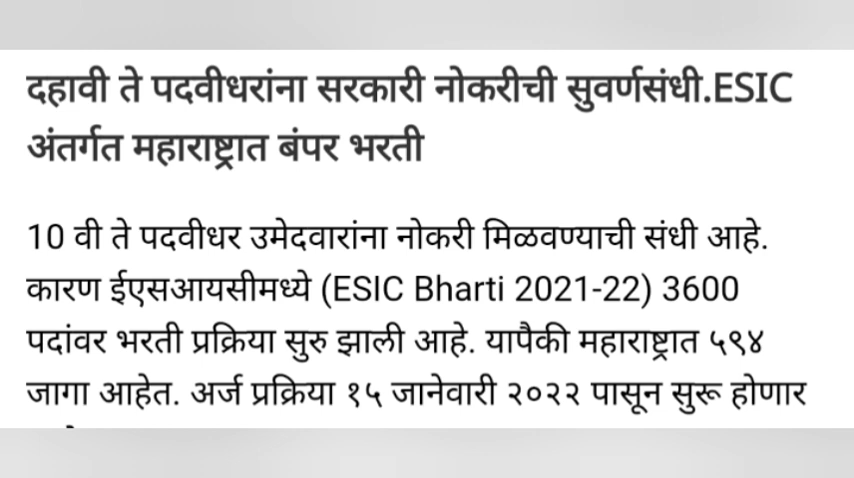 दहावी ते पदवीधरांना सरकारी नोकरीची सुवर्णसंधी.ESIC
अंतर्गत महाराष्ट्रात बंपर भरती
10 वी ते पदवीधर उमेदवारांना नोकरी मिळवण्याची संधी आहे.
कारण ईएसआयसीमध्ये (ESIC Bharti 2021-22) 3600
पदांवर भरती प्रक्रिया सुरु झाली आहे. यापैकी महाराष्ट्रात ५९४
जागा आहेत. अर्ज प्रक्रिया १५ जानेवारी २०२२ पासून सुरू होणार